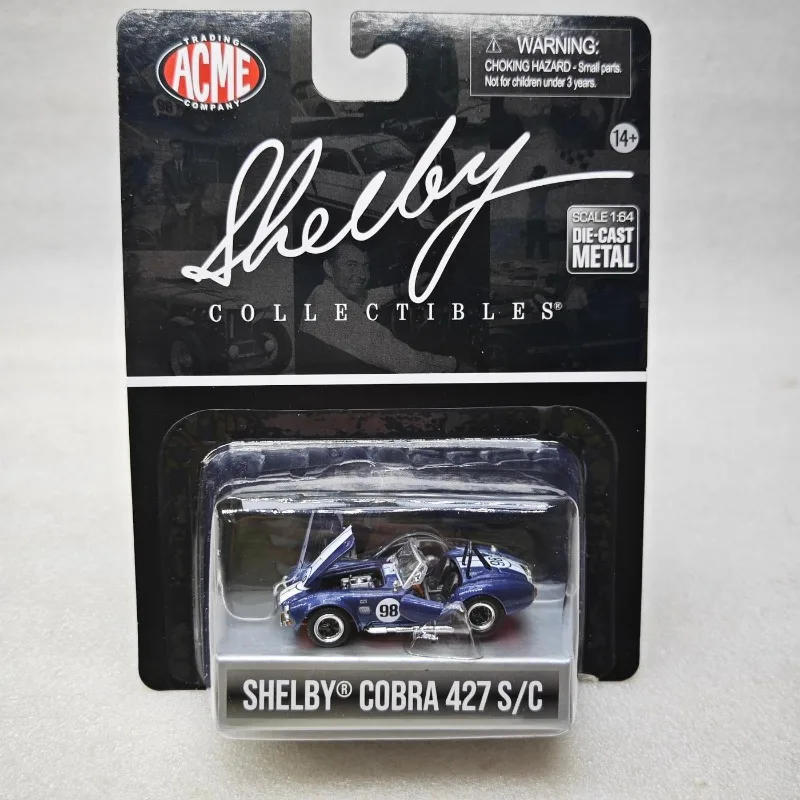 TRADING
ACME
COMPANY
WARNING:
CHOKING HAZARD - Small parts.
Not for children under 3 years.
14+
Shelby
SCALE 1:64
DIE-CAST
METAL
COLLECTIBLES®
98
98
SHELBY® COBRA 427 S/C